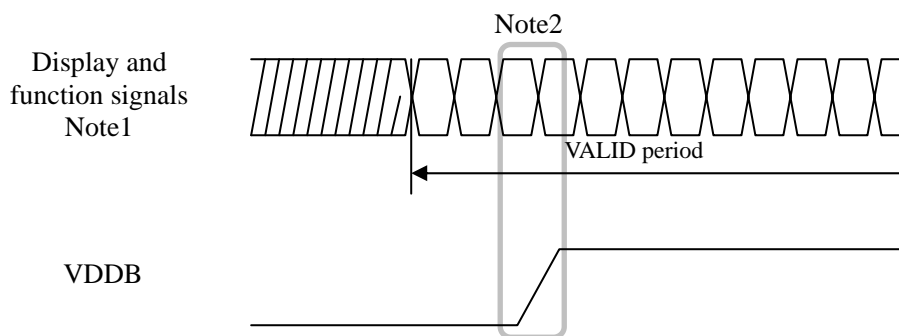 Note2
Display and
function signals
Note1
VALID period
VDDB